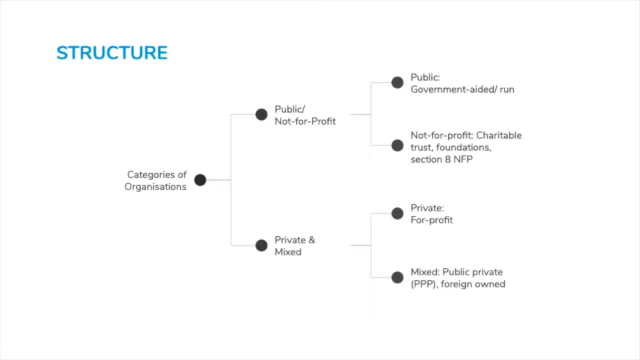 STRUCTURE
Categories of
Organisations
Public/
Not-for-Profit
Public:
Government-aided/ run
Not-for-profit: Charitable
trust, foundations,
section 8 NFP
Private &
Mixed
Private:
For-profit
Mixed: Public private
(PPP), foreign owned